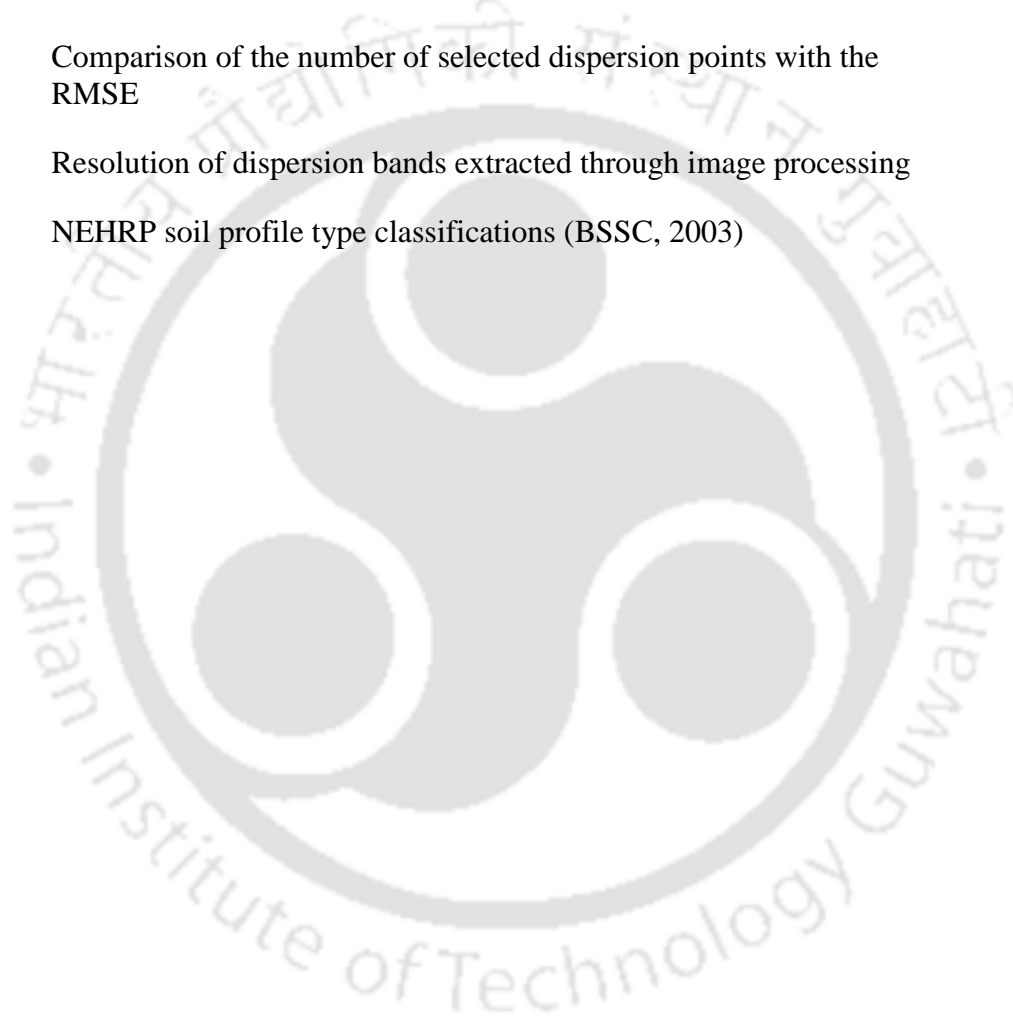 Comparison of the number of selected dispersion points with the
RMSE
Resolution of dispersion bands extracted through image processing
NEHRP soil profile type classifications (BSSC, 2003)
भारतीय प्रौद्योगिकी संस्थान गुवाहाटी
Indian Institute of Technology Guwahati